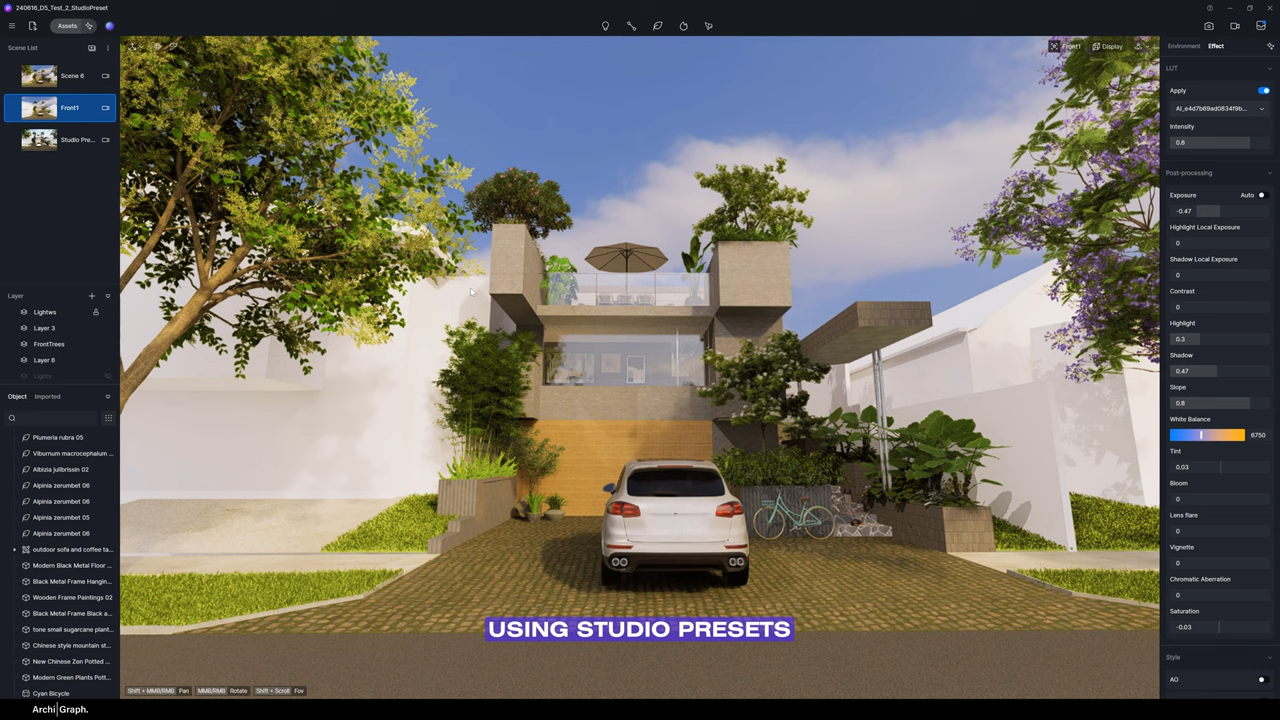 240616_D5_Test_2_StudioPreset
Assets
Scene List
Scene 6
Front1
Studio Pre...
Layer
Lightws
Layer 3
FrontTrees
Layer 6
Lights
Object
Imported
Plumeria rubra 05
Viburnum macrocephalum ...
Albizia julibrissin 02
Alpinia zerumbet 06
Alpinia zerumbet 06
Alpinia zerumbet 05
Alpinia zerumbet 06
outdoor sofa and coffee ta...
Modern Black Metal Floor ...
Black Metal Frame Hangin...
Wooden Frame Paintings 02
Black Metal Frame Black a...
tone small sugarcane plant...
Chinese style mountain st...
New Chinese Zen Potted ...
Modern Green Plants Pott...
Cyan Bicycle
Front1
Display
USING STUDIO PRESETS
Shift + MMB/RMB Pan MMB/RMB Rotate Shift + Scroll Fov
Environment Effect
LUT
Apply
AI_e4d7b69ad0834f9b...
Intensity
0.8
Post-processing
Exposure Auto
-0.47
Highlight Local Exposure
0
Shadow Local Exposure
0
Contrast
0
Highlight
0.3
Shadow
0.47
Slope
0.8
White Balance
6750
Tint
0.03
Bloom
0
Lens flare
0
Vignette
0
Chromatic Aberration
0
Saturation
-0.03
Style
AO
Archi|Graph.